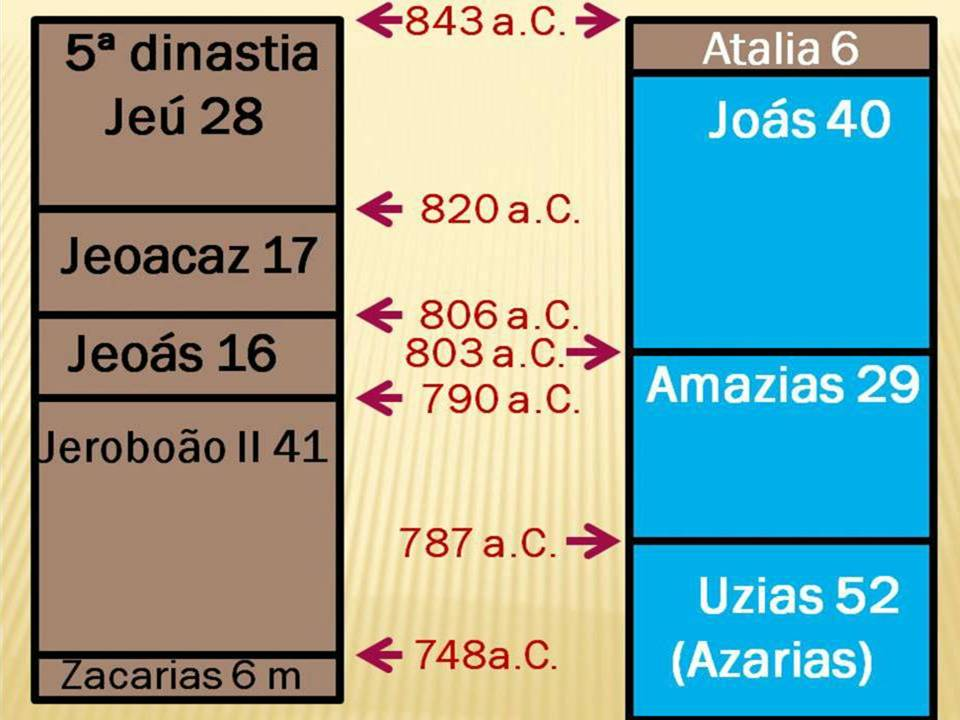 5ª dinastia
Jeú 28
Jeoacaz 17
Jeoás 16
Jeroboão II 41
Zacarias 6 m
843 a.C.
820 a.C.
806 a.C.
803 a.C.
790 a.C.
787 a.C.
748a.C.
Atalia 6
Joás 40
Amazias 29
Uzias 52
(Azarias)